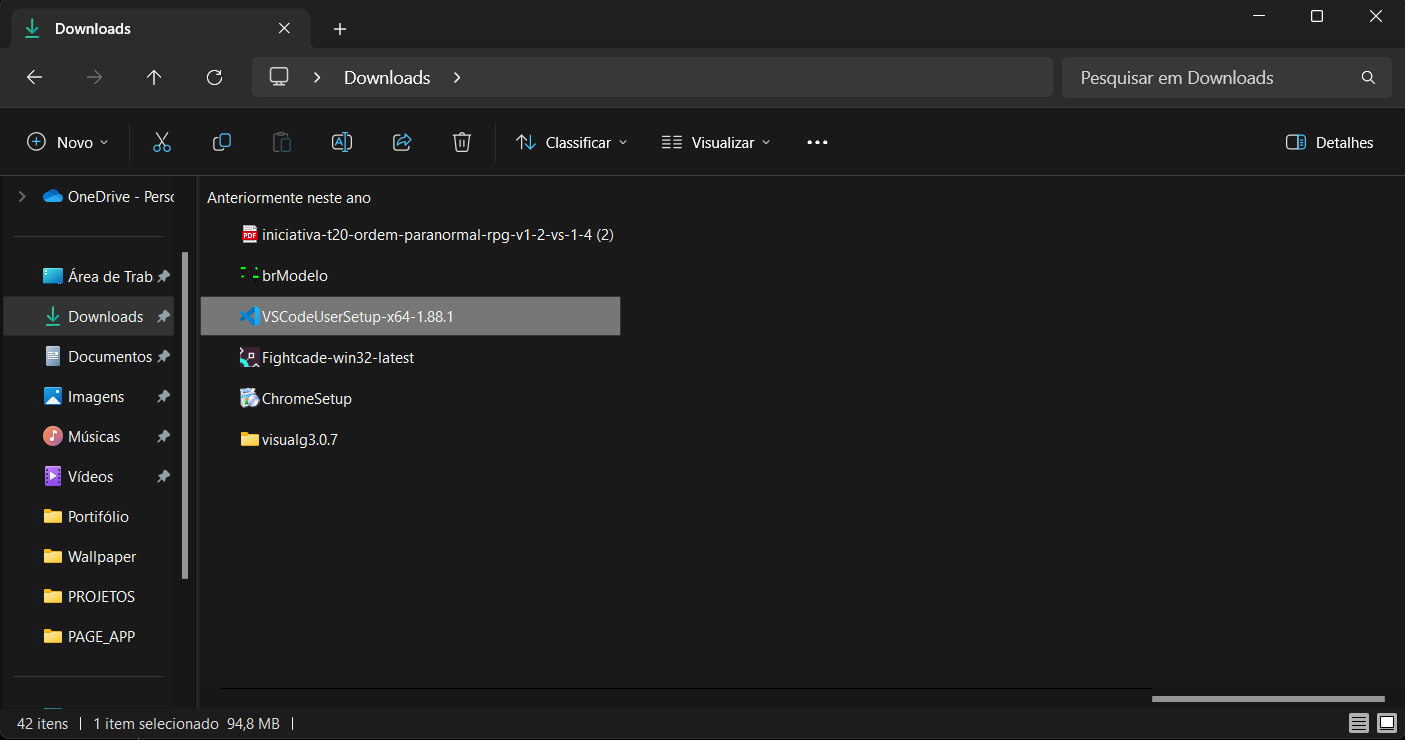 Downloads
Downloads
Pesquisar em Downloads
Novo
Classificar
Visualizar
Detalhes
OneDrive - Perso
Área de Trab
Downloads
Documentos
Imagens
Músicas
Vídeos
Portifólio
Wallpaper
PROJETOS
PAGE_APP
Anteriormente neste ano
PDF
iniciativa-t20-ordem-paranormal-rpg-v1-2-vs-1-4 (2)
brModelo
VSCodeUserSetup-x64-1.88.1
Fightcade-win32-latest
ChromeSetup
visualg3.0.7
42 itens
1 item selecionado 94,8 MB